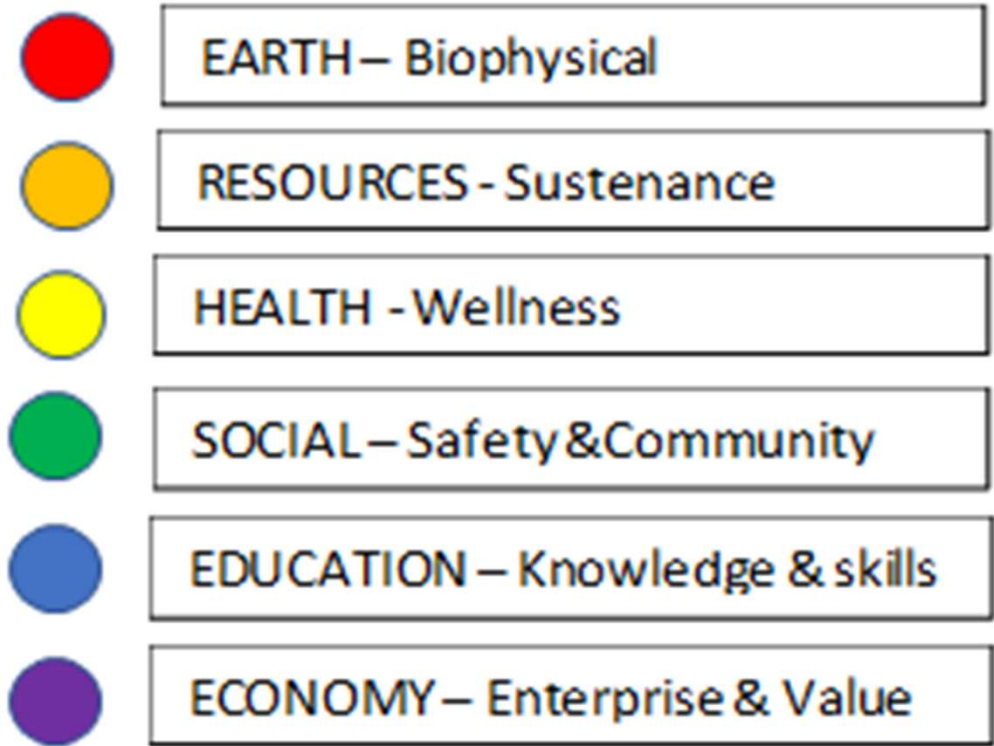 EARTH – Biophysical
RESOURCES - Sustenance
HEALTH - Wellness
SOCIAL – Safety &Community
EDUCATION – Knowledge & skills
ECONOMY – Enterprise & Value